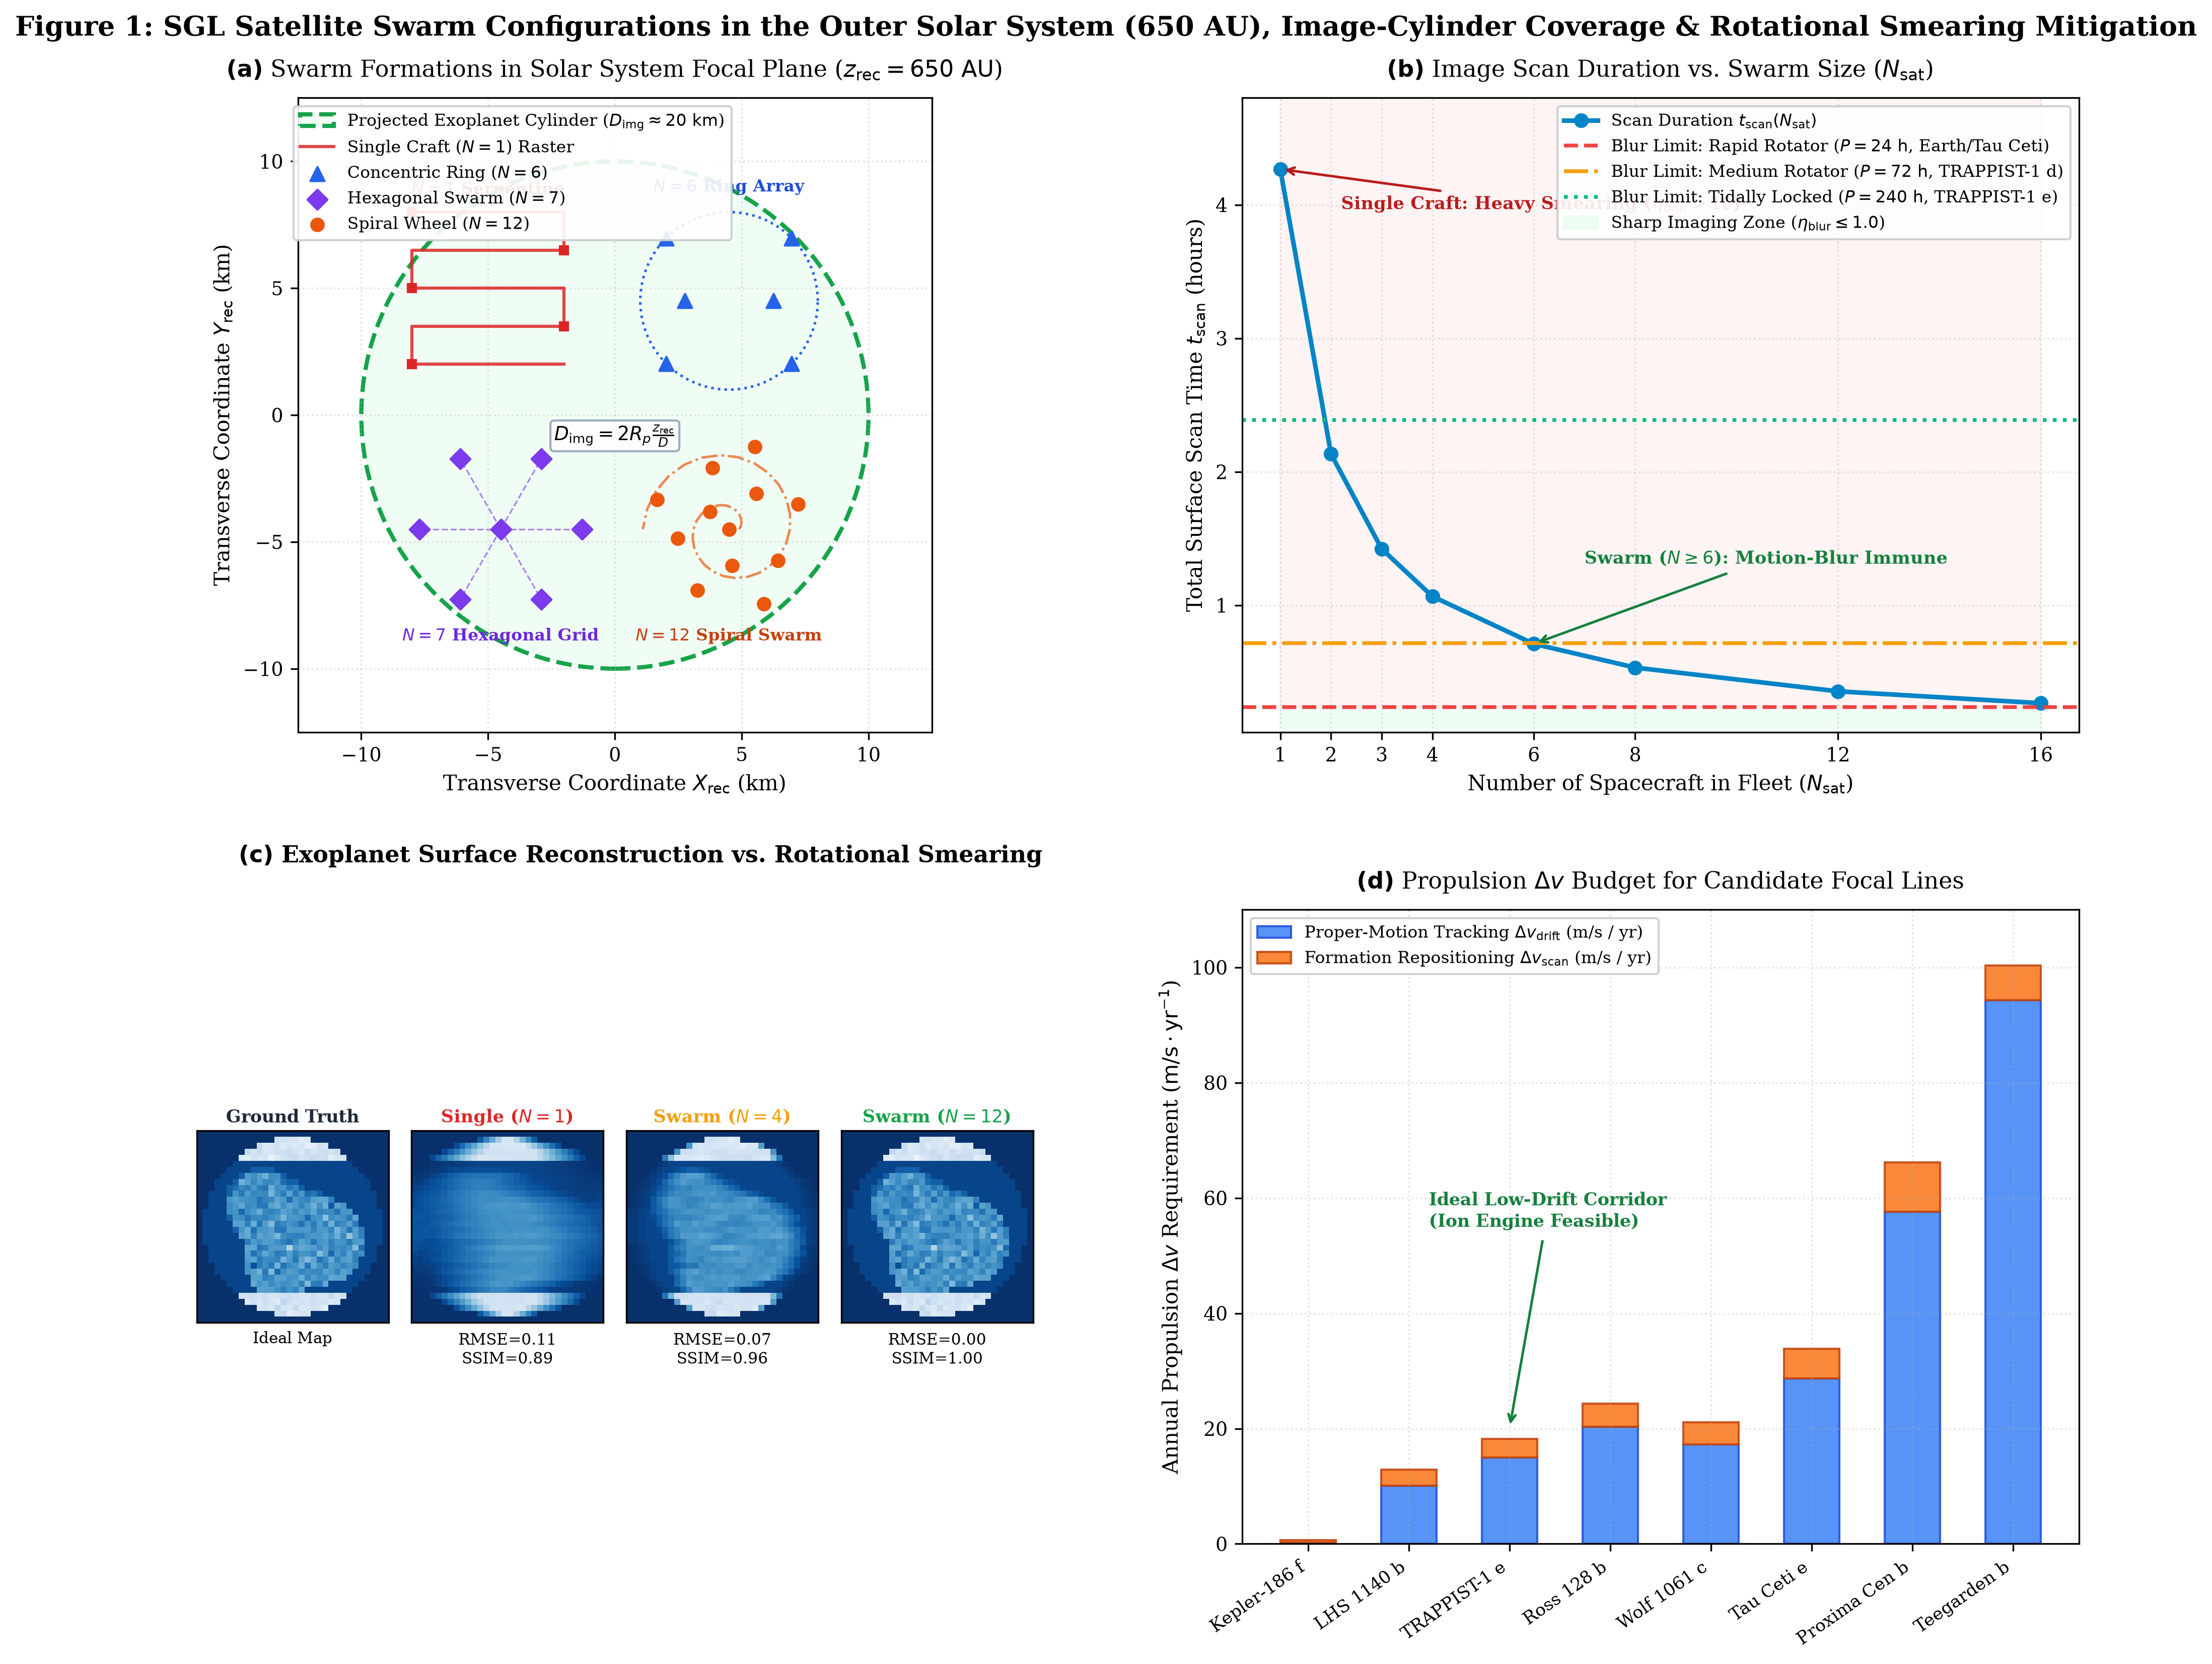 Figure 1: SGL Satellite Swarm Configurations in the Outer Solar System (650 AU), Image-Cylinder Coverage & Rotational Smearing Mitigation
(a) Swarm Formations in Solar System Focal Plane (z_rec = 650 AU)
Projected Exoplanet Cylinder (D_img ≈ 20 km)
Single Craft (N = 1) Raster
Concentric Ring (N = 6)
Hexagonal Swarm (N = 7)
Spiral Wheel (N = 12)
N = 1 Serpentine
N = 6 Ring Array
D_img = 2R_p z_rec/D
N = 7 Hexagonal Grid
N = 12 Spiral Swarm
10
5
0
−5
−10
−10 −5 0 5 10
Transverse Coordinate Y_rec (km)
Transverse Coordinate X_rec (km)
(b) Image Scan Duration vs. Swarm Size (N_sat)
Scan Duration t_scan(N_sat)
Blur Limit: Rapid Rotator (P = 24 h, Earth/Tau Ceti)
Blur Limit: Medium Rotator (P = 72 h, TRAPPIST-1 d)
Blur Limit: Tidally Locked (P = 240 h, TRAPPIST-1 e)
Sharp Imaging Zone (η_blur ≤ 1.0)
Single Craft: Heavy Smearing
Swarm (N ≥ 6): Motion-Blur Immune
4
3
2
1
1 2 3 4 6 8 12 16
Total Surface Scan Time t_scan (hours)
Number of Spacecraft in Fleet (N_sat)
(c) Exoplanet Surface Reconstruction vs. Rotational Smearing
Ground Truth
Single (N = 1)
Swarm (N = 4)
Swarm (N = 12)
Ideal Map
RMSE=0.11
SSIM=0.89
RMSE=0.07
SSIM=0.96
RMSE=0.00
SSIM=1.00
(d) Propulsion Δv Budget for Candidate Focal Lines
Proper-Motion Tracking Δv_drift (m/s / yr)
Formation Repositioning Δv_scan (m/s / yr)
Ideal Low-Drift Corridor
(Ion Engine Feasible)
100
80
60
40
20
0
Annual Propulsion Δv Requirement (m/s · yr⁻¹)
Kepler-186 f
LHS 1140 b
TRAPPIST-1 e
Ross 128 b
Wolf 1061 c
Tau Ceti e
Proxima Cen b
Teegarden b